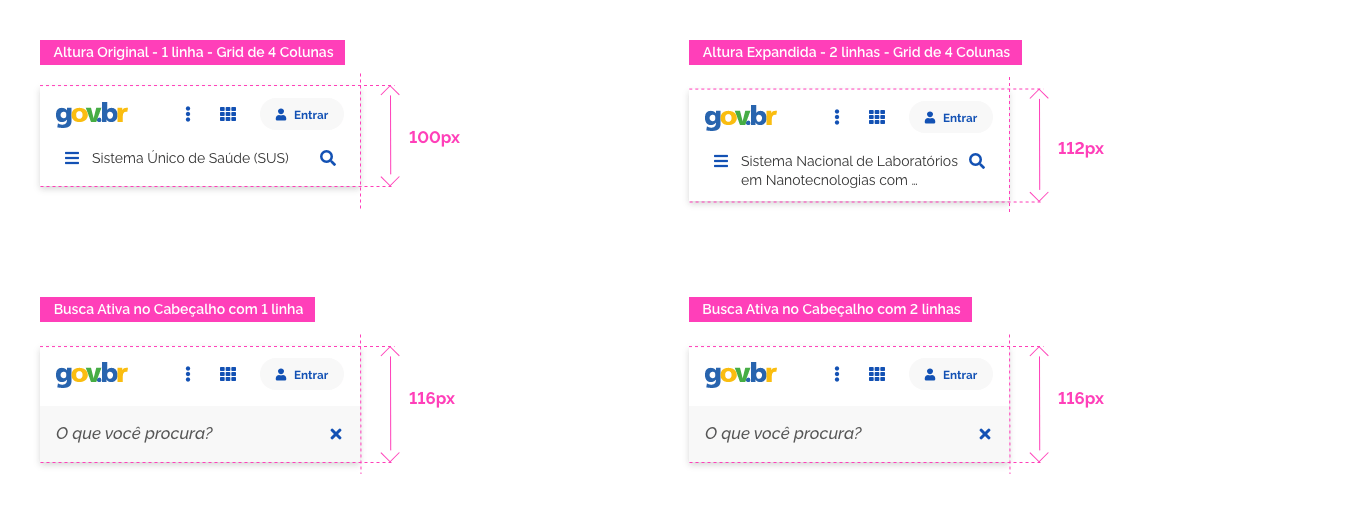 Altura Original - 1 linha - Grid de 4 Colunas
gov.br
Entrar
Sistema Único de Saúde (SUS)
100px
Altura Expandida - 2 linhas - Grid de 4 Colunas
gov.br
Entrar
Sistema Nacional de Laboratórios
em Nanotecnologias com ...
112px
Busca Ativa no Cabeçalho com 1 linha
gov.br
Entrar
O que você procura?
116px
Busca Ativa no Cabeçalho com 2 linhas
gov.br
Entrar
O que você procura?
116px